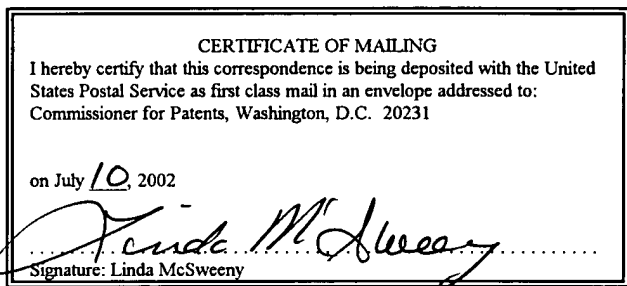 CERTIFICATE OF MAILING
I hereby certify that this correspondence is being deposited with the United
States Postal Service as first class mail in an envelope addressed to:
Commissioner for Patents, Washington, D.C. 20231
on July 10, 2002
Linda McSweeny
Signature: Linda McSweeny